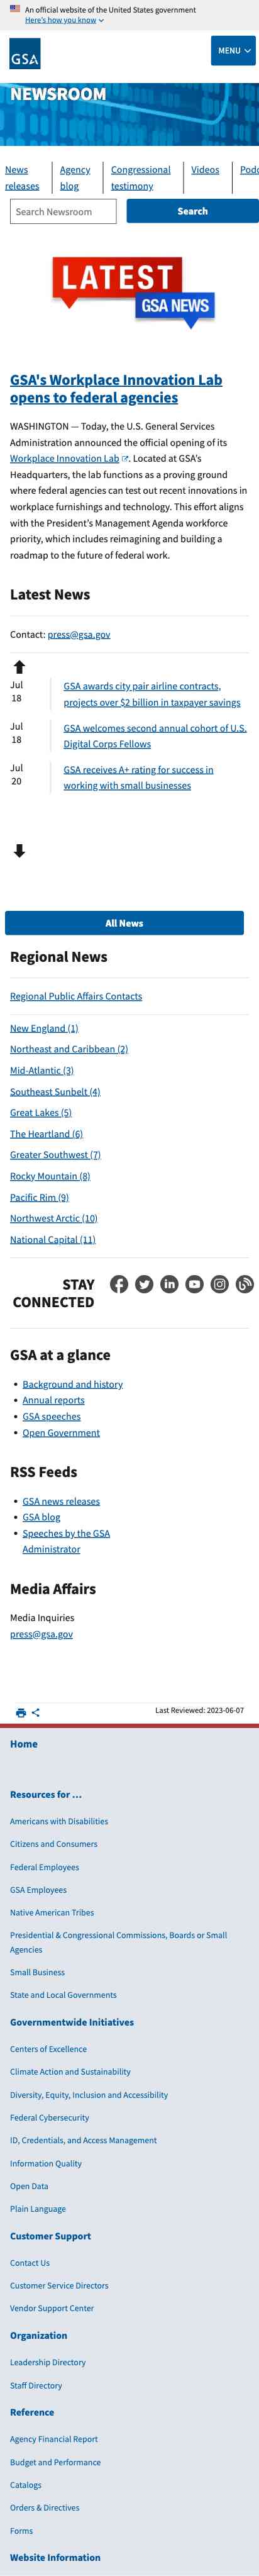 An official website of the United States government
Here's how you know
GSA
MENU
NEWSROOM
News
releases
Agency
blog
Congressional
testimony
Videos
Podc
Search Newsroom
Search
LATEST
GSA NEWS
GSA's Workplace Innovation Lab
opens to federal agencies
WASHINGTON — Today, the U.S. General Services
Administration announced the official opening of its
Workplace Innovation Lab. Located at GSA's
Headquarters, the lab functions as a proving ground
where federal agencies can test out recent innovations in
workplace furnishings and technology. This effort aligns
with the President's Management Agenda workforce
priority, which includes reimagining and building a
roadmap to the future of federal work.
Latest News
Contact: press@gsa.gov
Jul
18
GSA awards city pair airline contracts,
projects over $2 billion in taxpayer savings
Jul
18
GSA welcomes second annual cohort of U.S.
Digital Corps Fellows
Jul
20
GSA receives A+ rating for success in
working with small businesses
All News
Regional News
Regional Public Affairs Contacts
New England (1)
Northeast and Caribbean (2)
Mid-Atlantic (3)
Southeast Sunbelt (4)
Great Lakes (5)
The Heartland (6)
Greater Southwest (7)
Rocky Mountain (8)
Pacific Rim (9)
Northwest Arctic (10)
National Capital (11)
STAY
CONNECTED
GSA at a glance
Background and history
Annual reports
GSA speeches
Open Government
RSS Feeds
GSA news releases
GSA blog
Speeches by the GSA
Administrator
Media Affairs
Media Inquiries
press@gsa.gov
Last Reviewed: 2023-06-07
Home
Resources for …
Americans with Disabilities
Citizens and Consumers
Federal Employees
GSA Employees
Native American Tribes
Presidential & Congressional Commissions, Boards or Small
Agencies
Small Business
State and Local Governments
Governmentwide Initiatives
Centers of Excellence
Climate Action and Sustainability
Diversity, Equity, Inclusion and Accessibility
Federal Cybersecurity
ID, Credentials, and Access Management
Information Quality
Open Data
Plain Language
Customer Support
Contact Us
Customer Service Directors
Vendor Support Center
Organization
Leadership Directory
Staff Directory
Reference
Agency Financial Report
Budget and Performance
Catalogs
Orders & Directives
Forms
Website Information